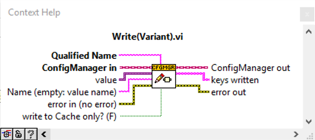 Context Help
Write(Variant).vi
Qualified Name
ConfigManager in
ConfigManager out
value
CFGMGR
keys written
Name (empty: value name)
error out
error in (no error)
write to Cache only? (F)
?